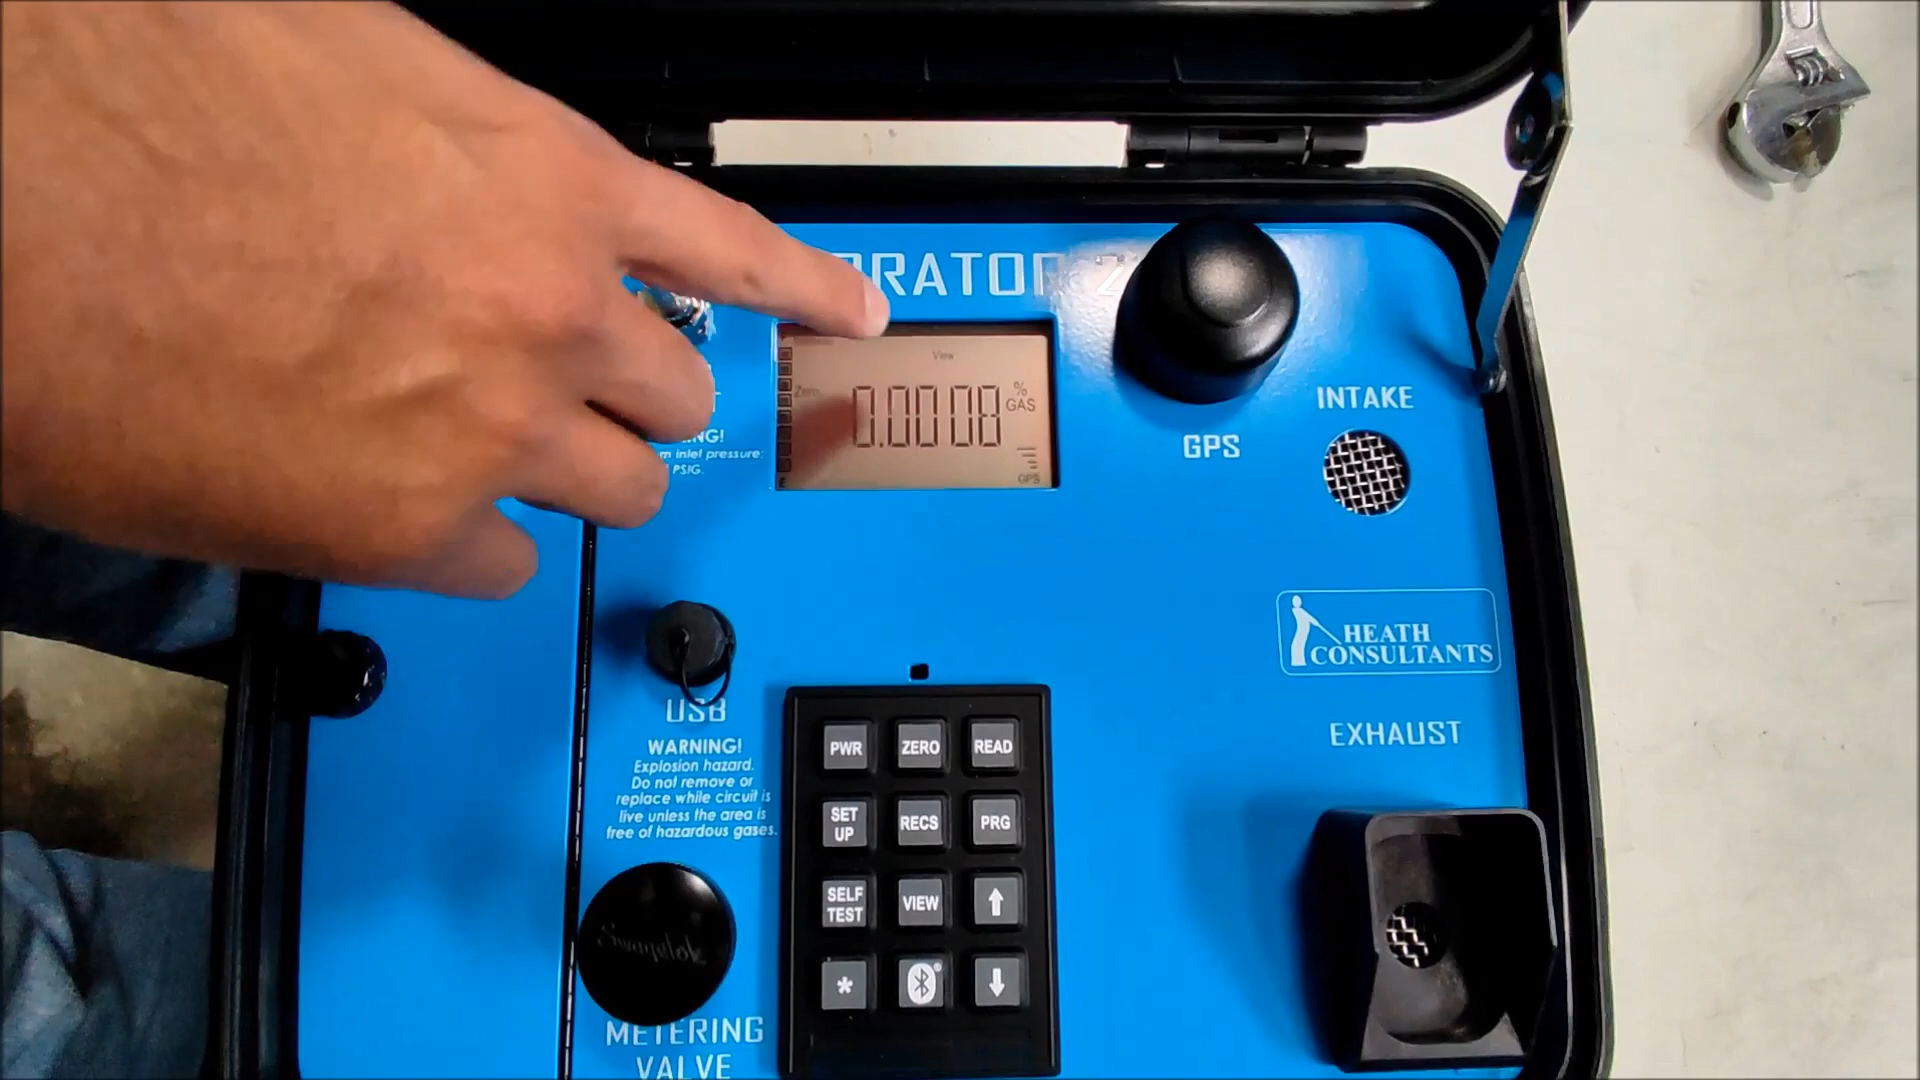 RATOR
View
Zero
0.0008
%
GAS
GPS
GPS
INTAKE
m inlet pressure:
PSIG.
HEATH
CONSULTANTS
USB
WARNING!
Explosion hazard.
Do not remove or
replace while circuit is
live unless the area is
free of hazardous gases.
EXHAUST
PWR
ZERO
READ
SET
UP
RECS
PRG
SELF
TEST
VIEW
*
Swagelok
METERING
VALVE